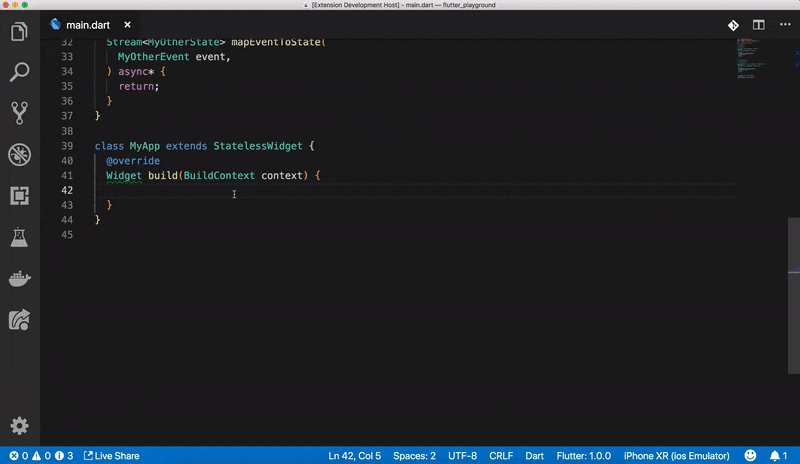 [Extension Development Host] - main.dart — flutter_playground
main.dart
32 Stream<MyOtherState> mapEventToState(
33 MyOtherEvent event,
34 ) async* {
35 return;
36 }
37 }
38
39 class MyApp extends StatelessWidget {
40 @override
41 Widget build(BuildContext context) {
42
43 }
44 }
45
0 0 3 Live Share Ln 42, Col 5 Spaces: 2 UTF-8 CRLF Dart Flutter: 1.0.0 iPhone XR (ios Emulator) 1